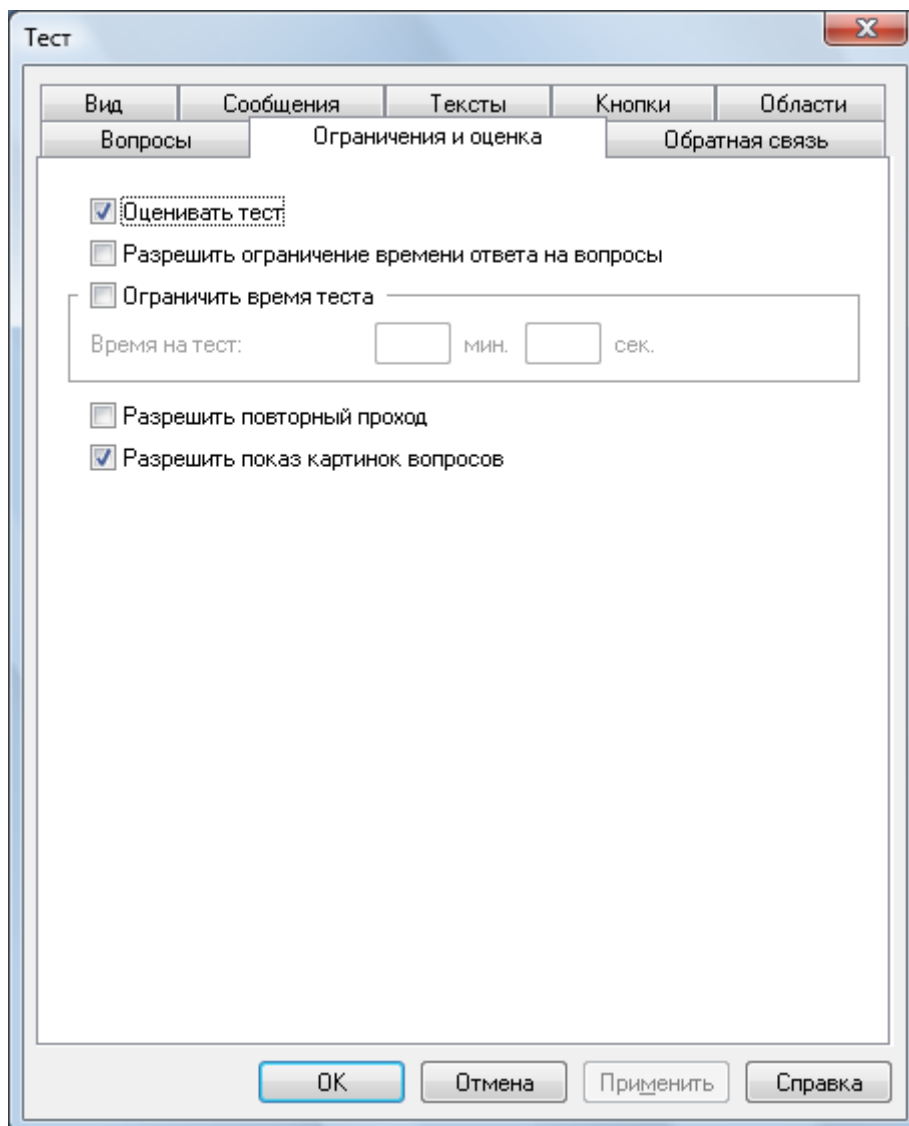 Тест
Вид Сообщения Тексты Кнопки Области
Вопросы Ограничения и оценка Обратная связь
Оценивать тест
Разрешить ограничение времени ответа на вопросы
Ограничить время теста
Время на тест: мин. сек.
Разрешить повторный проход
Разрешить показ картинок вопросов
OK Отмена Применить Справка